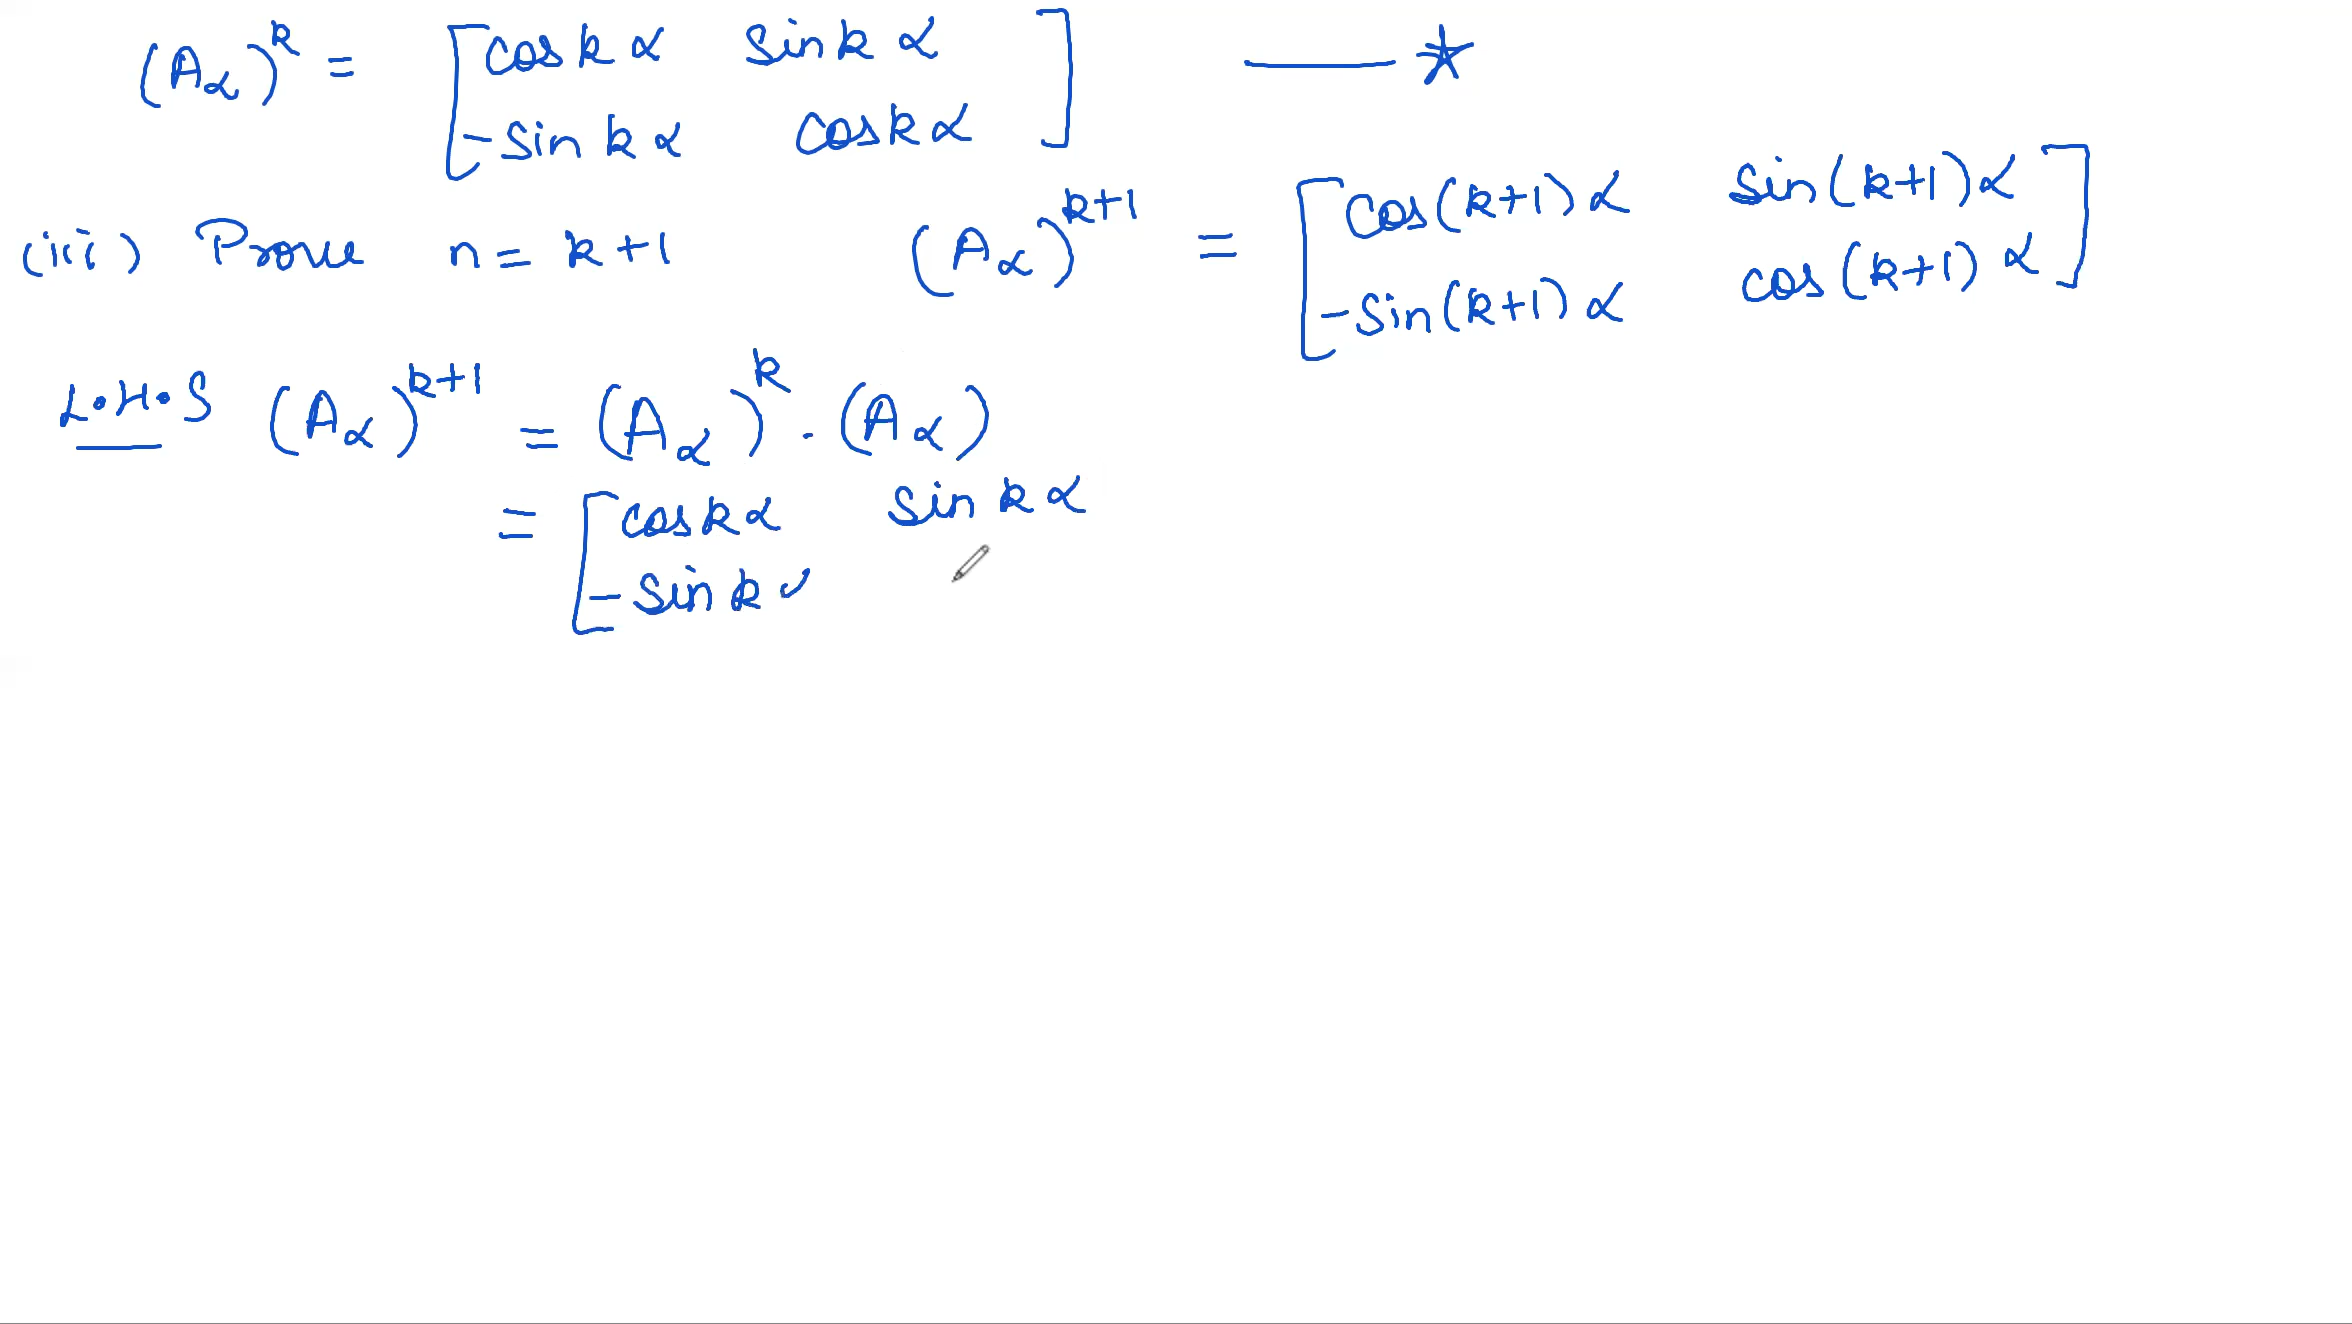 (Aα)^k = [cos kα sin kα ——— *
-sin kα cos kα]
(iii) Prove n = k+1 (Aα)^k+1 = [cos(k+1)α sin(k+1)α
-sin(k+1)α cos(k+1)α]
L.H.S (Aα)^k+1 = (Aα)^k . (Aα)
= [cos kα sin kα
-sin k